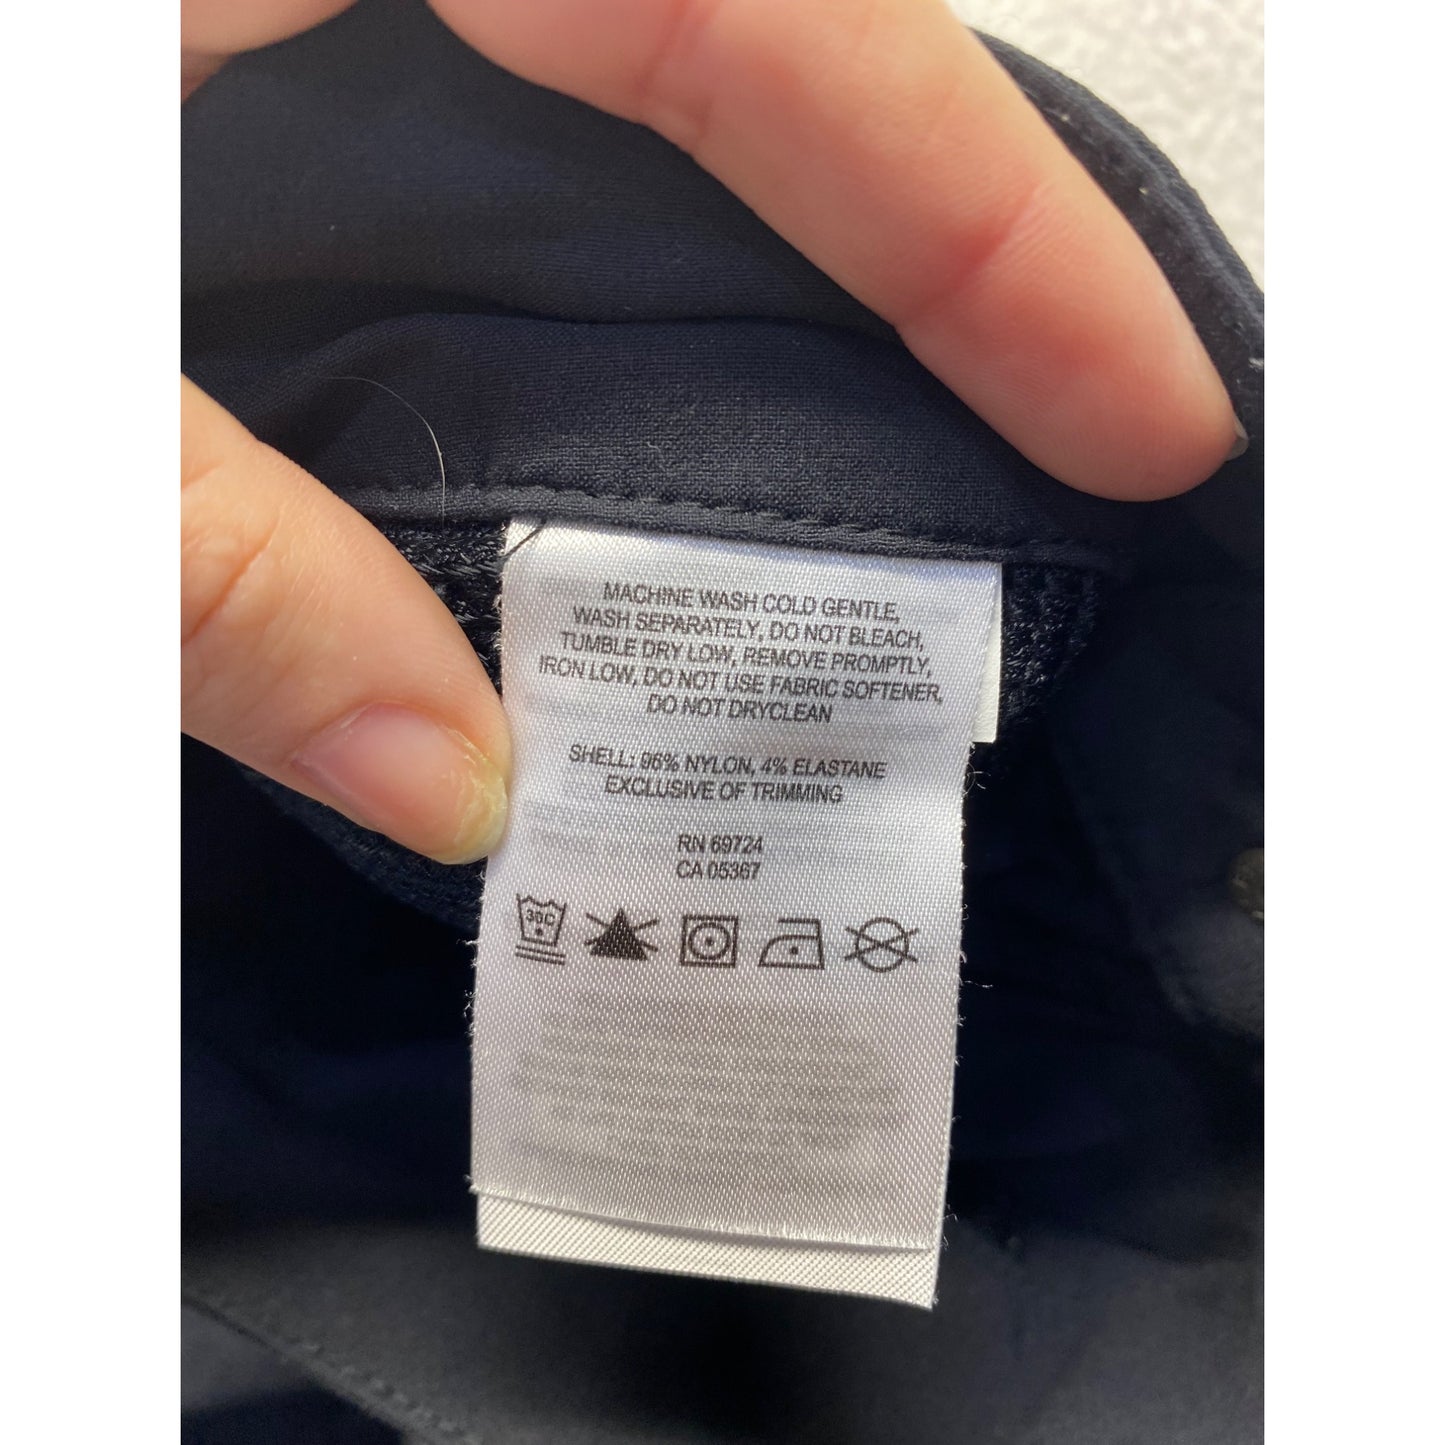 MACHINE WASH COLD GENTLE,
WASH SEPARATELY, DO NOT BLEACH,
TUMBLE DRY LOW, REMOVE PROMPTLY,
IRON LOW, DO NOT USE FABRIC SOFTENER,
DO NOT DRYCLEAN
SHELL: 96% NYLON, 4% ELASTANE
EXCLUSIVE OF TRIMMING
RN 69724
CA 05367
30C